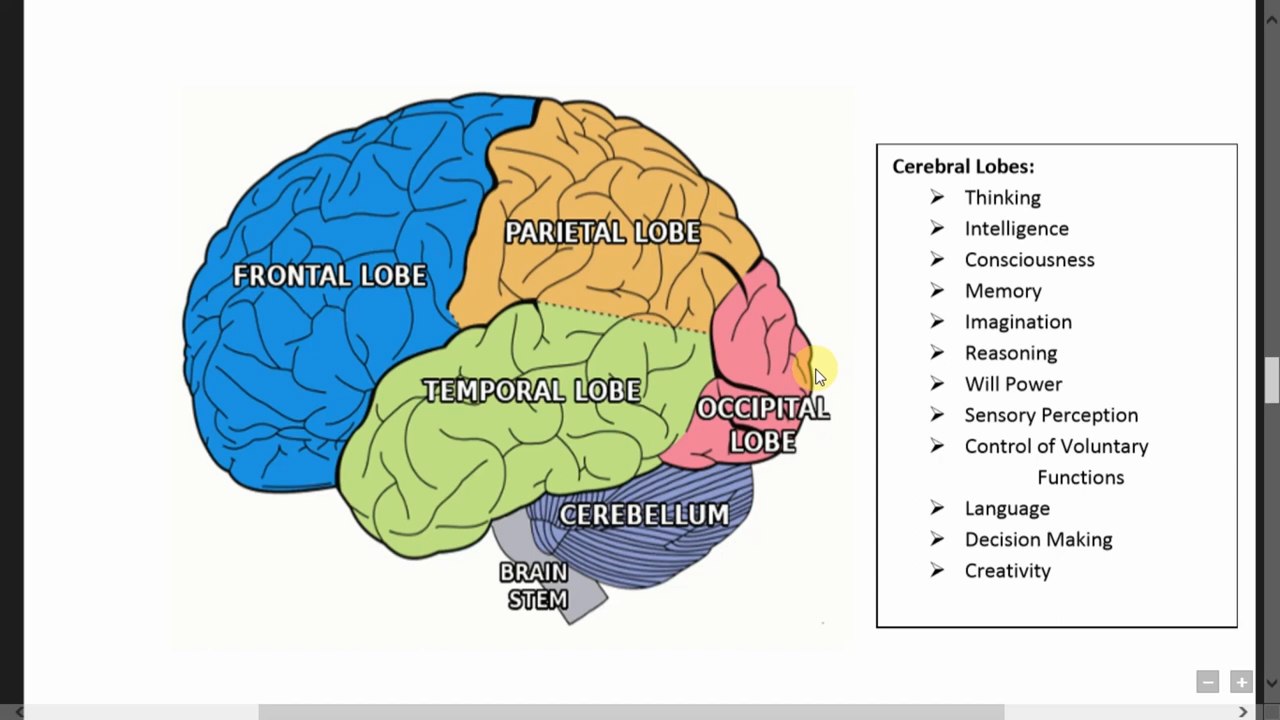 FRONTAL LOBE
PARIETAL LOBE
TEMPORAL LOBE
OCCIPITAL
LOBE
CEREBELLUM
BRAIN
STEM
Cerebral Lobes:
Thinking
Intelligence
Consciousness
Memory
Imagination
Reasoning
Will Power
Sensory Perception
Control of Voluntary
Functions
Language
Decision Making
Creativity